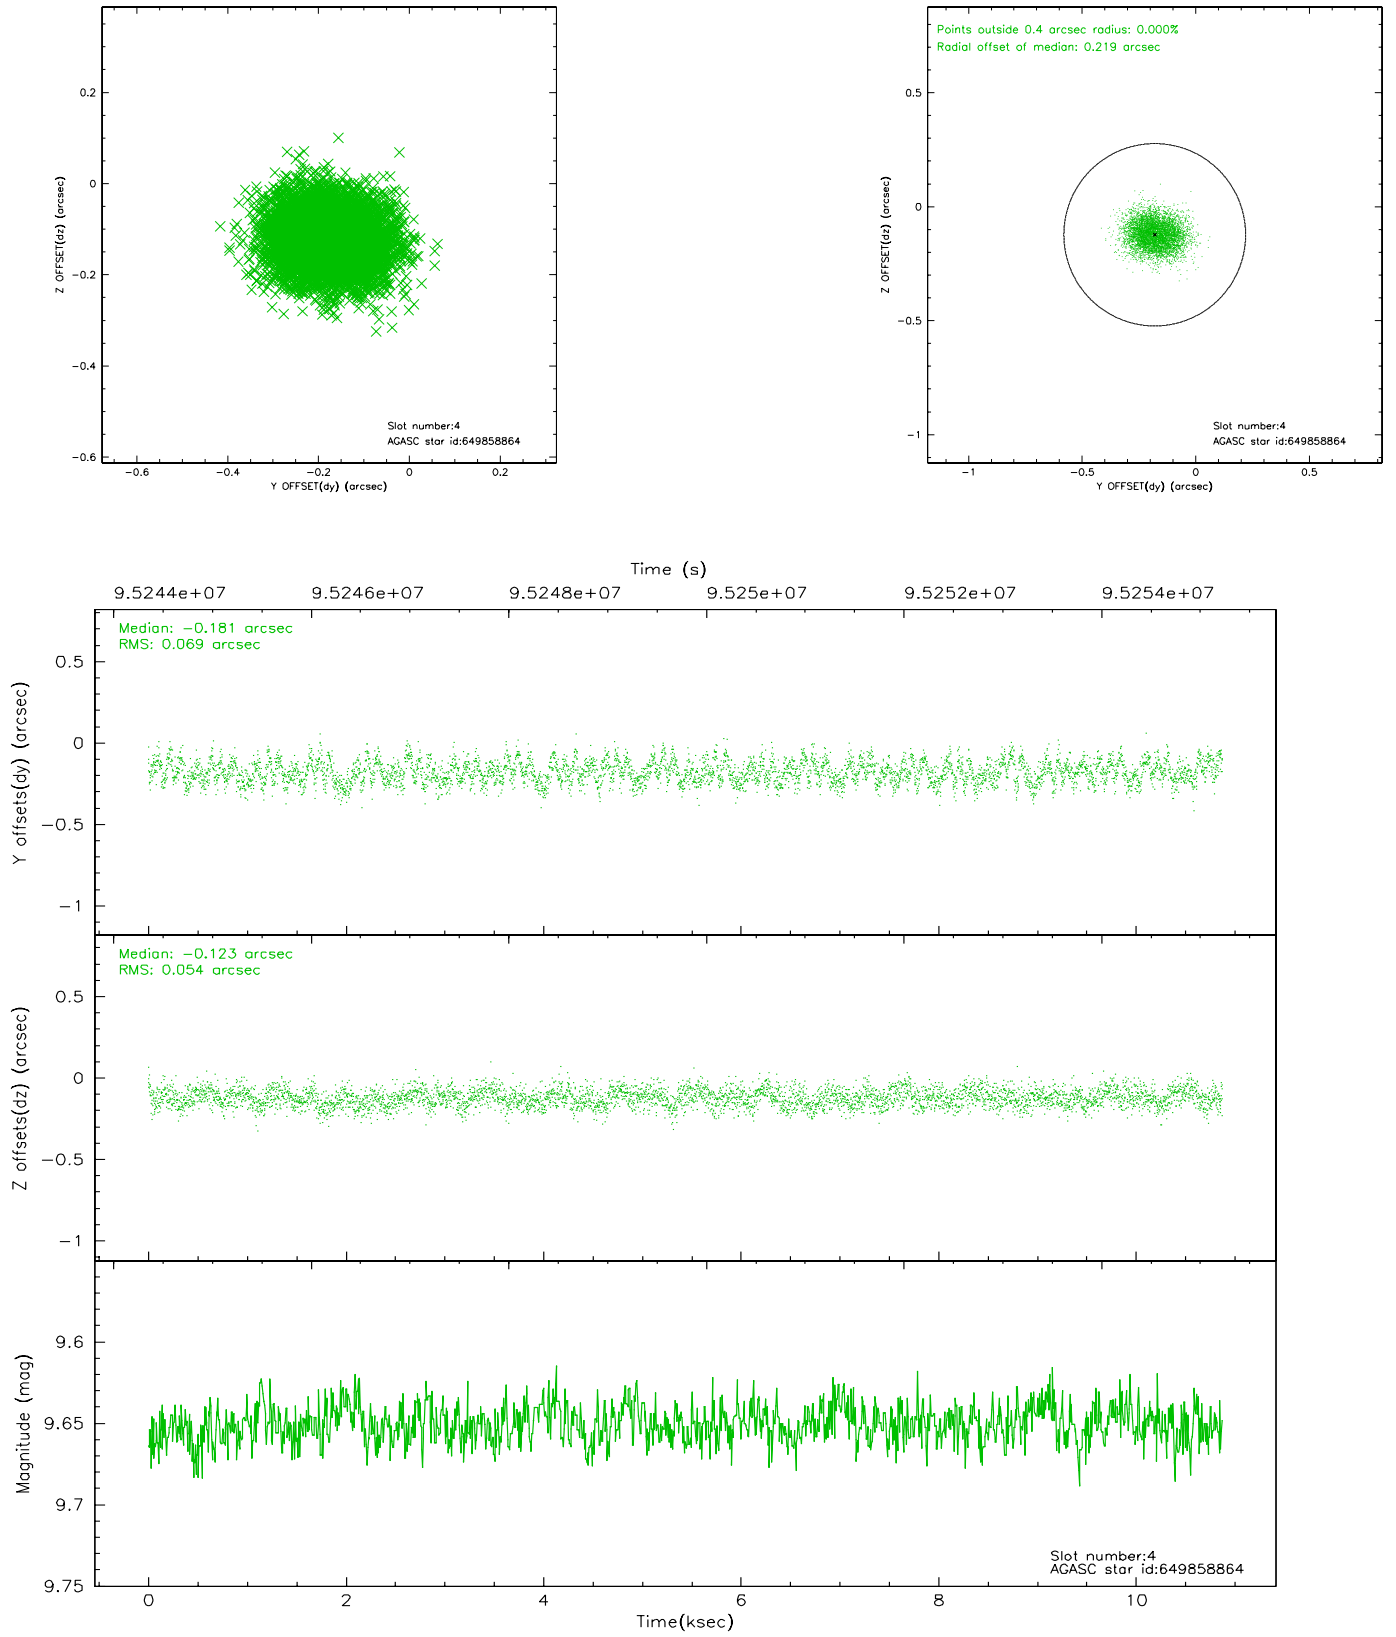 0.2
0
−0.2
−0.4
−0.6
Z OFFSET(dz) (arcsec)
Slot number:4
AGASC star id:649858864
−0.6 −0.4 −0.2 0 0.2
Y OFFSET(dy) (arcsec)
Points outside 0.4 arcsec radius: 0.000%
Radial offset of median: 0.219 arcsec
0.5
0
−0.5
−1
Z OFFSET(dz) (arcsec)
Slot number:4
AGASC star id:649858864
−1 −0.5 0 0.5
Y OFFSET(dy) (arcsec)
Time (s)
9.5244e+07 9.5246e+07 9.5248e+07 9.525e+07 9.5252e+07 9.5254e+07
Median: −0.181 arcsec
RMS: 0.069 arcsec
0.5
0
−0.5
−1
Y offsets(dy) (arcsec)
Median: −0.123 arcsec
RMS: 0.054 arcsec
0.5
0
−0.5
−1
Z offsets(dz) (arcsec)
9.6
9.65
9.7
9.75
Magnitude (mag)
Slot number:4
AGASC star id:649858864
0 2 4 6 8 10
Time(ksec)